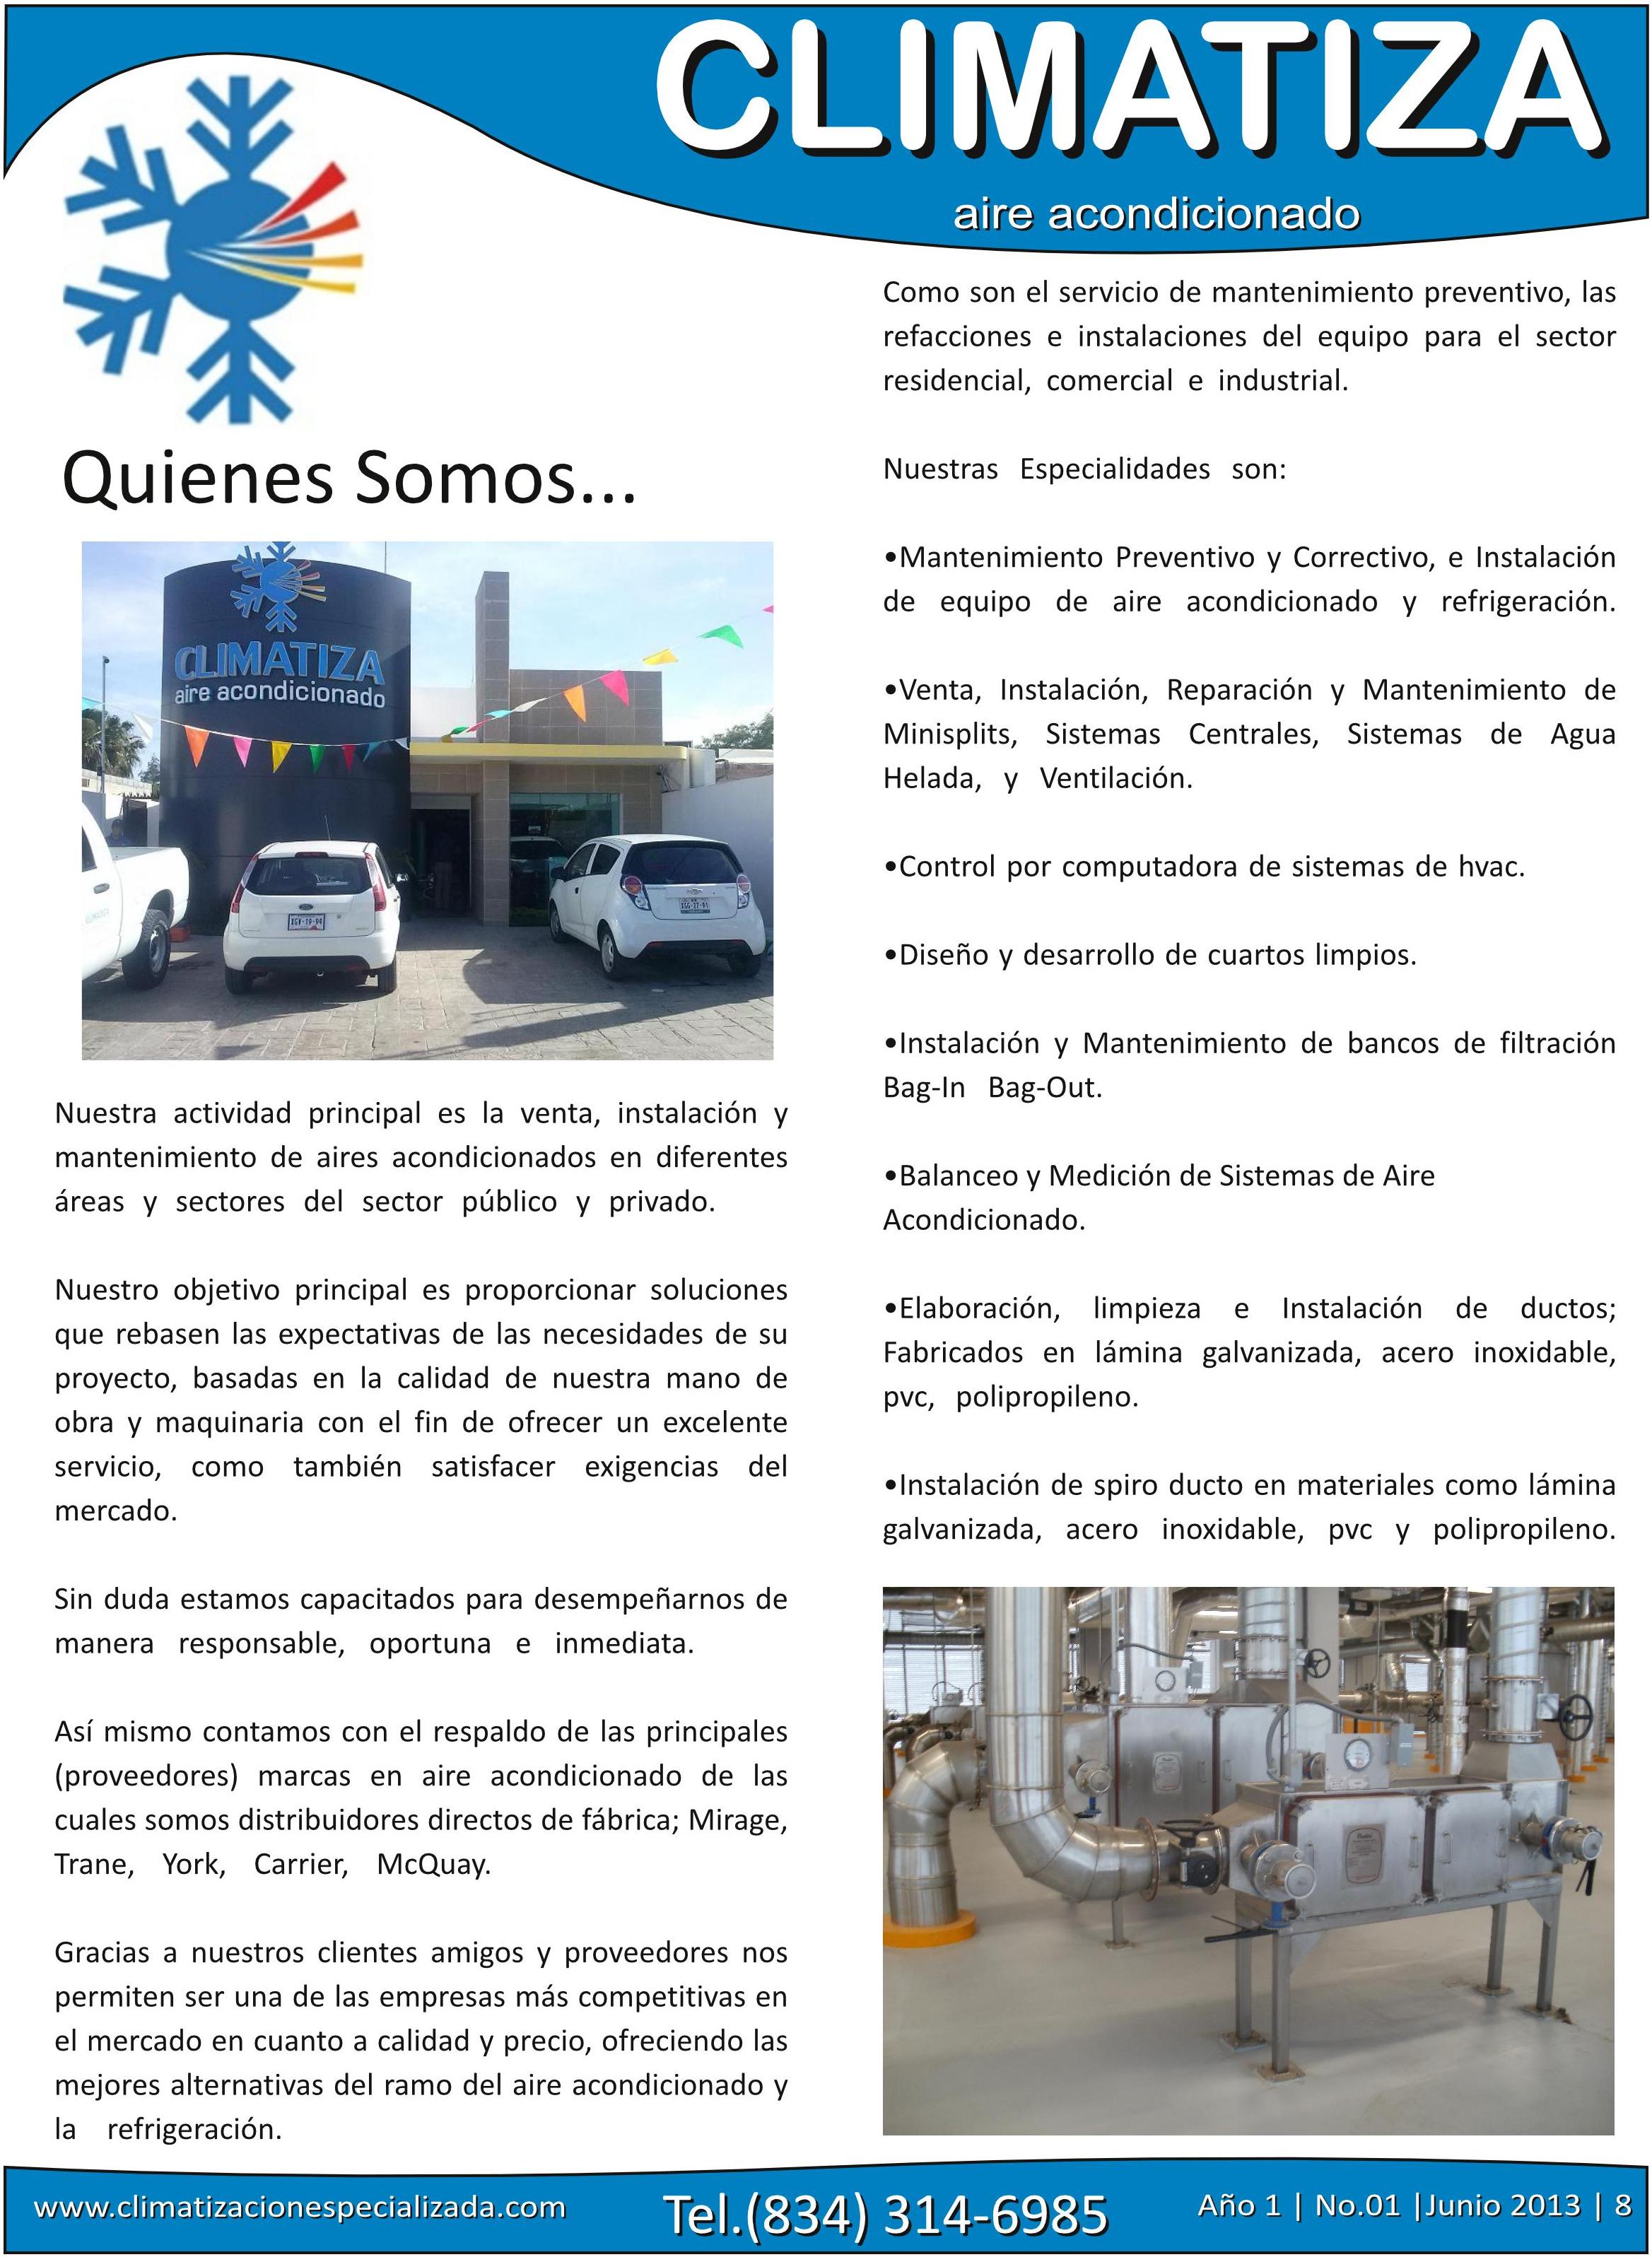 CLIMATIZA
aire acondicionado
Quienes Somos...
CLIMATIZA
aire acondicionado
Nuestra actividad principal es la venta, instalación y
mantenimiento de aires acondicionados en diferentes
áreas y sectores del sector público y privado.
Nuestro objetivo principal es proporcionar soluciones
que rebasen las expectativas de las necesidades de su
proyecto, basadas en la calidad de nuestra mano de
obra y maquinaria con el fin de ofrecer un excelente
servicio, como también satisfacer exigencias del
mercado.
Sin duda estamos capacitados para desempeñarnos de
manera responsable, oportuna e inmediata.
Así mismo contamos con el respaldo de las principales
(proveedores) marcas en aire acondicionado de las
cuales somos distribuidores directos de fábrica; Mirage,
Trane, York, Carrier, McQuay.
Gracias a nuestros clientes amigos y proveedores nos
permiten ser una de las empresas más competitivas en
el mercado en cuanto a calidad y precio, ofreciendo las
mejores alternativas del ramo del aire acondicionado y
la refrigeración.
Como son el servicio de mantenimiento preventivo, las
refacciones e instalaciones del equipo para el sector
residencial, comercial e industrial.
Nuestras Especialidades son:
•Mantenimiento Preventivo y Correctivo, e Instalación
de equipo de aire acondicionado y refrigeración.
•Venta, Instalación, Reparación y Mantenimiento de
Minisplits, Sistemas Centrales, Sistemas de Agua
Helada, y Ventilación.
•Control por computadora de sistemas de hvac.
•Diseño y desarrollo de cuartos limpios.
•Instalación y Mantenimiento de bancos de filtración
Bag-In Bag-Out.
•Balanceo y Medición de Sistemas de Aire
Acondicionado.
•Elaboración, limpieza e Instalación de ductos;
Fabricados en lámina galvanizada, acero inoxidable,
pvc, polipropileno.
•Instalación de spiro ducto en materiales como lámina
galvanizada, acero inoxidable, pvc y polipropileno.
www.climatizacionespecializada.com
Tel.(834) 314-6985
Año 1 | No.01 |Junio 2013 | 8